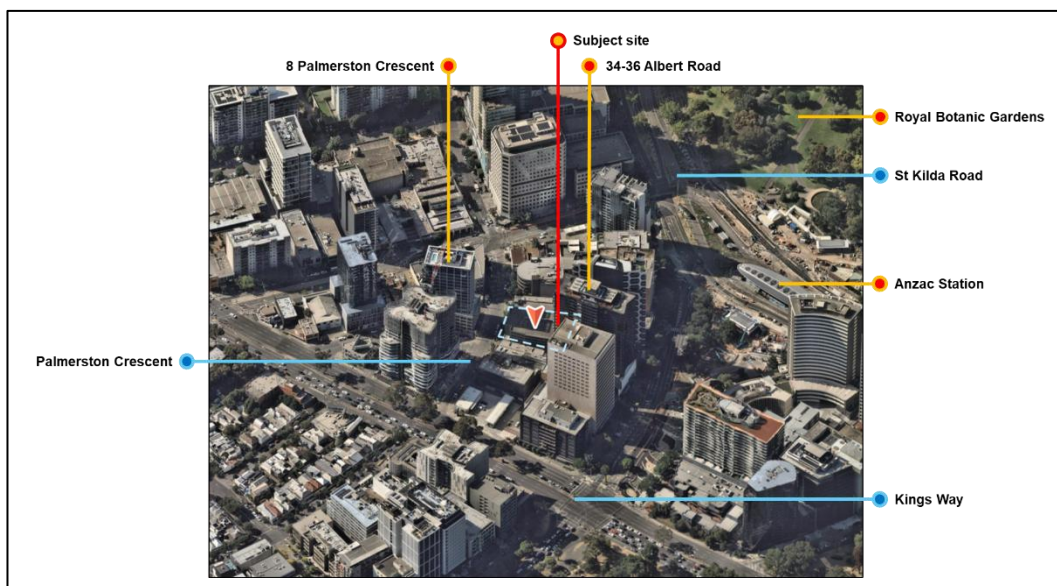 Subject site
8 Palmerston Crescent
34-36 Albert Road
Royal Botanic Gardens
St Kilda Road
Anzac Station
Palmerston Crescent
Kings Way